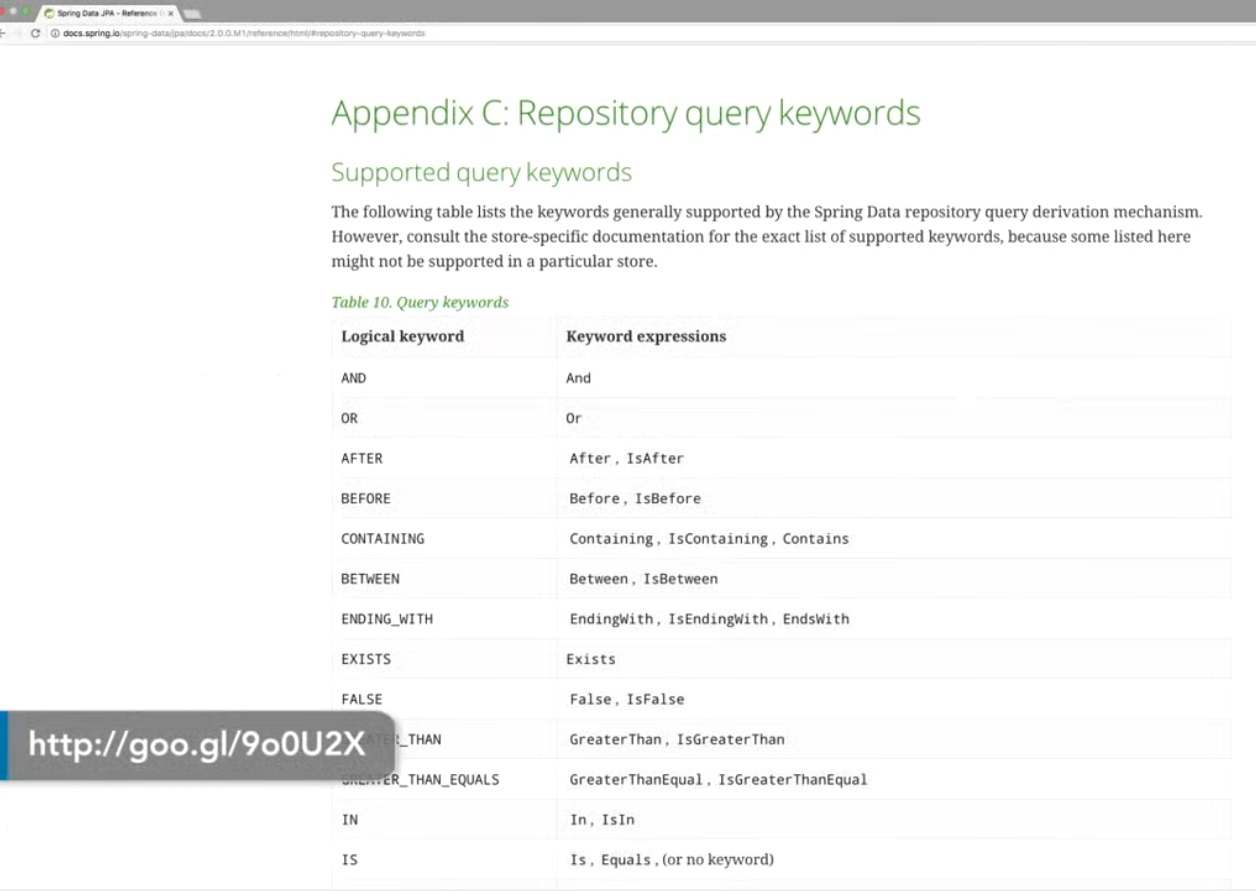 Spring Data JPA - Reference
docs.spring.io/spring-data/jpa/docs/2.0.0.M1/reference/html/#repository-query-keywords
Appendix C: Repository query keywords
Supported query keywords
The following table lists the keywords generally supported by the Spring Data repository query derivation mechanism.
However, consult the store-specific documentation for the exact list of supported keywords, because some listed here
might not be supported in a particular store.
Table 10. Query keywords
Logical keyword Keyword expressions
AND And
OR Or
AFTER After, IsAfter
BEFORE Before, IsBefore
CONTAINING Containing, IsContaining, Contains
BETWEEN Between, IsBetween
ENDING_WITH EndingWith, IsEndingWith, EndsWith
EXISTS Exists
FALSE False, IsFalse
http://goo.gl/9o0U2X
GREATER_THAN GreaterThan, IsGreaterThan
GREATER_THAN_EQUALS GreaterThanEqual, IsGreaterThanEqual
IN In, IsIn
IS Is, Equals, (or no keyword)